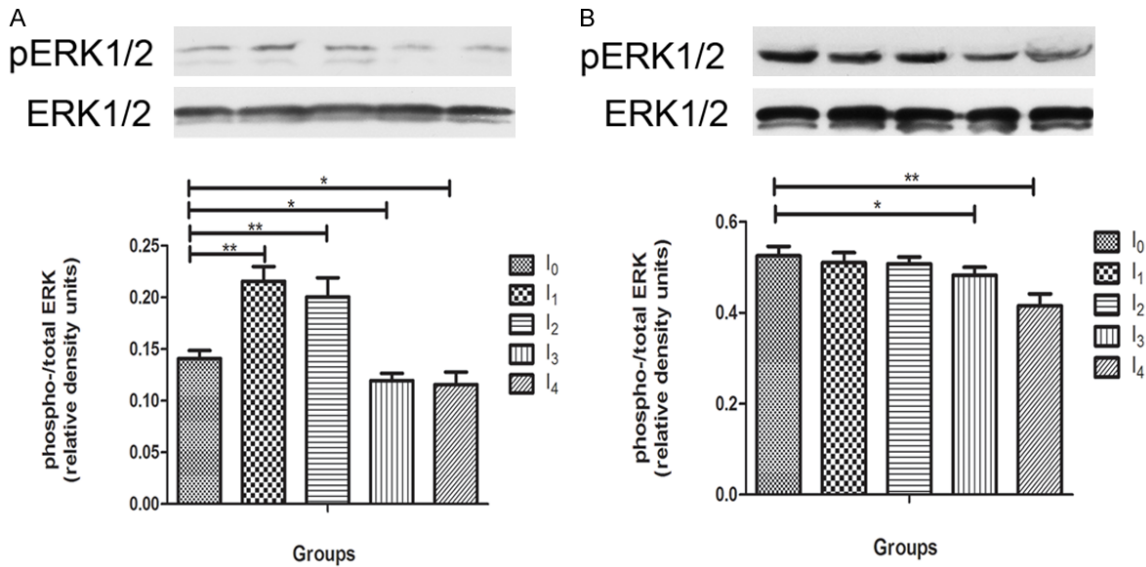 A
pERK1/2
ERK1/2
*
*
**
**
0.25
0.20
0.15
0.10
0.05
0.00
phospho-/total ERK
(relative density units)
Groups
I0
I1
I2
I3
I4
B
pERK1/2
ERK1/2
**
*
0.6
0.4
0.2
0.0
phospho-/total ERK
(relative density units)
Groups
I0
I1
I2
I3
I4